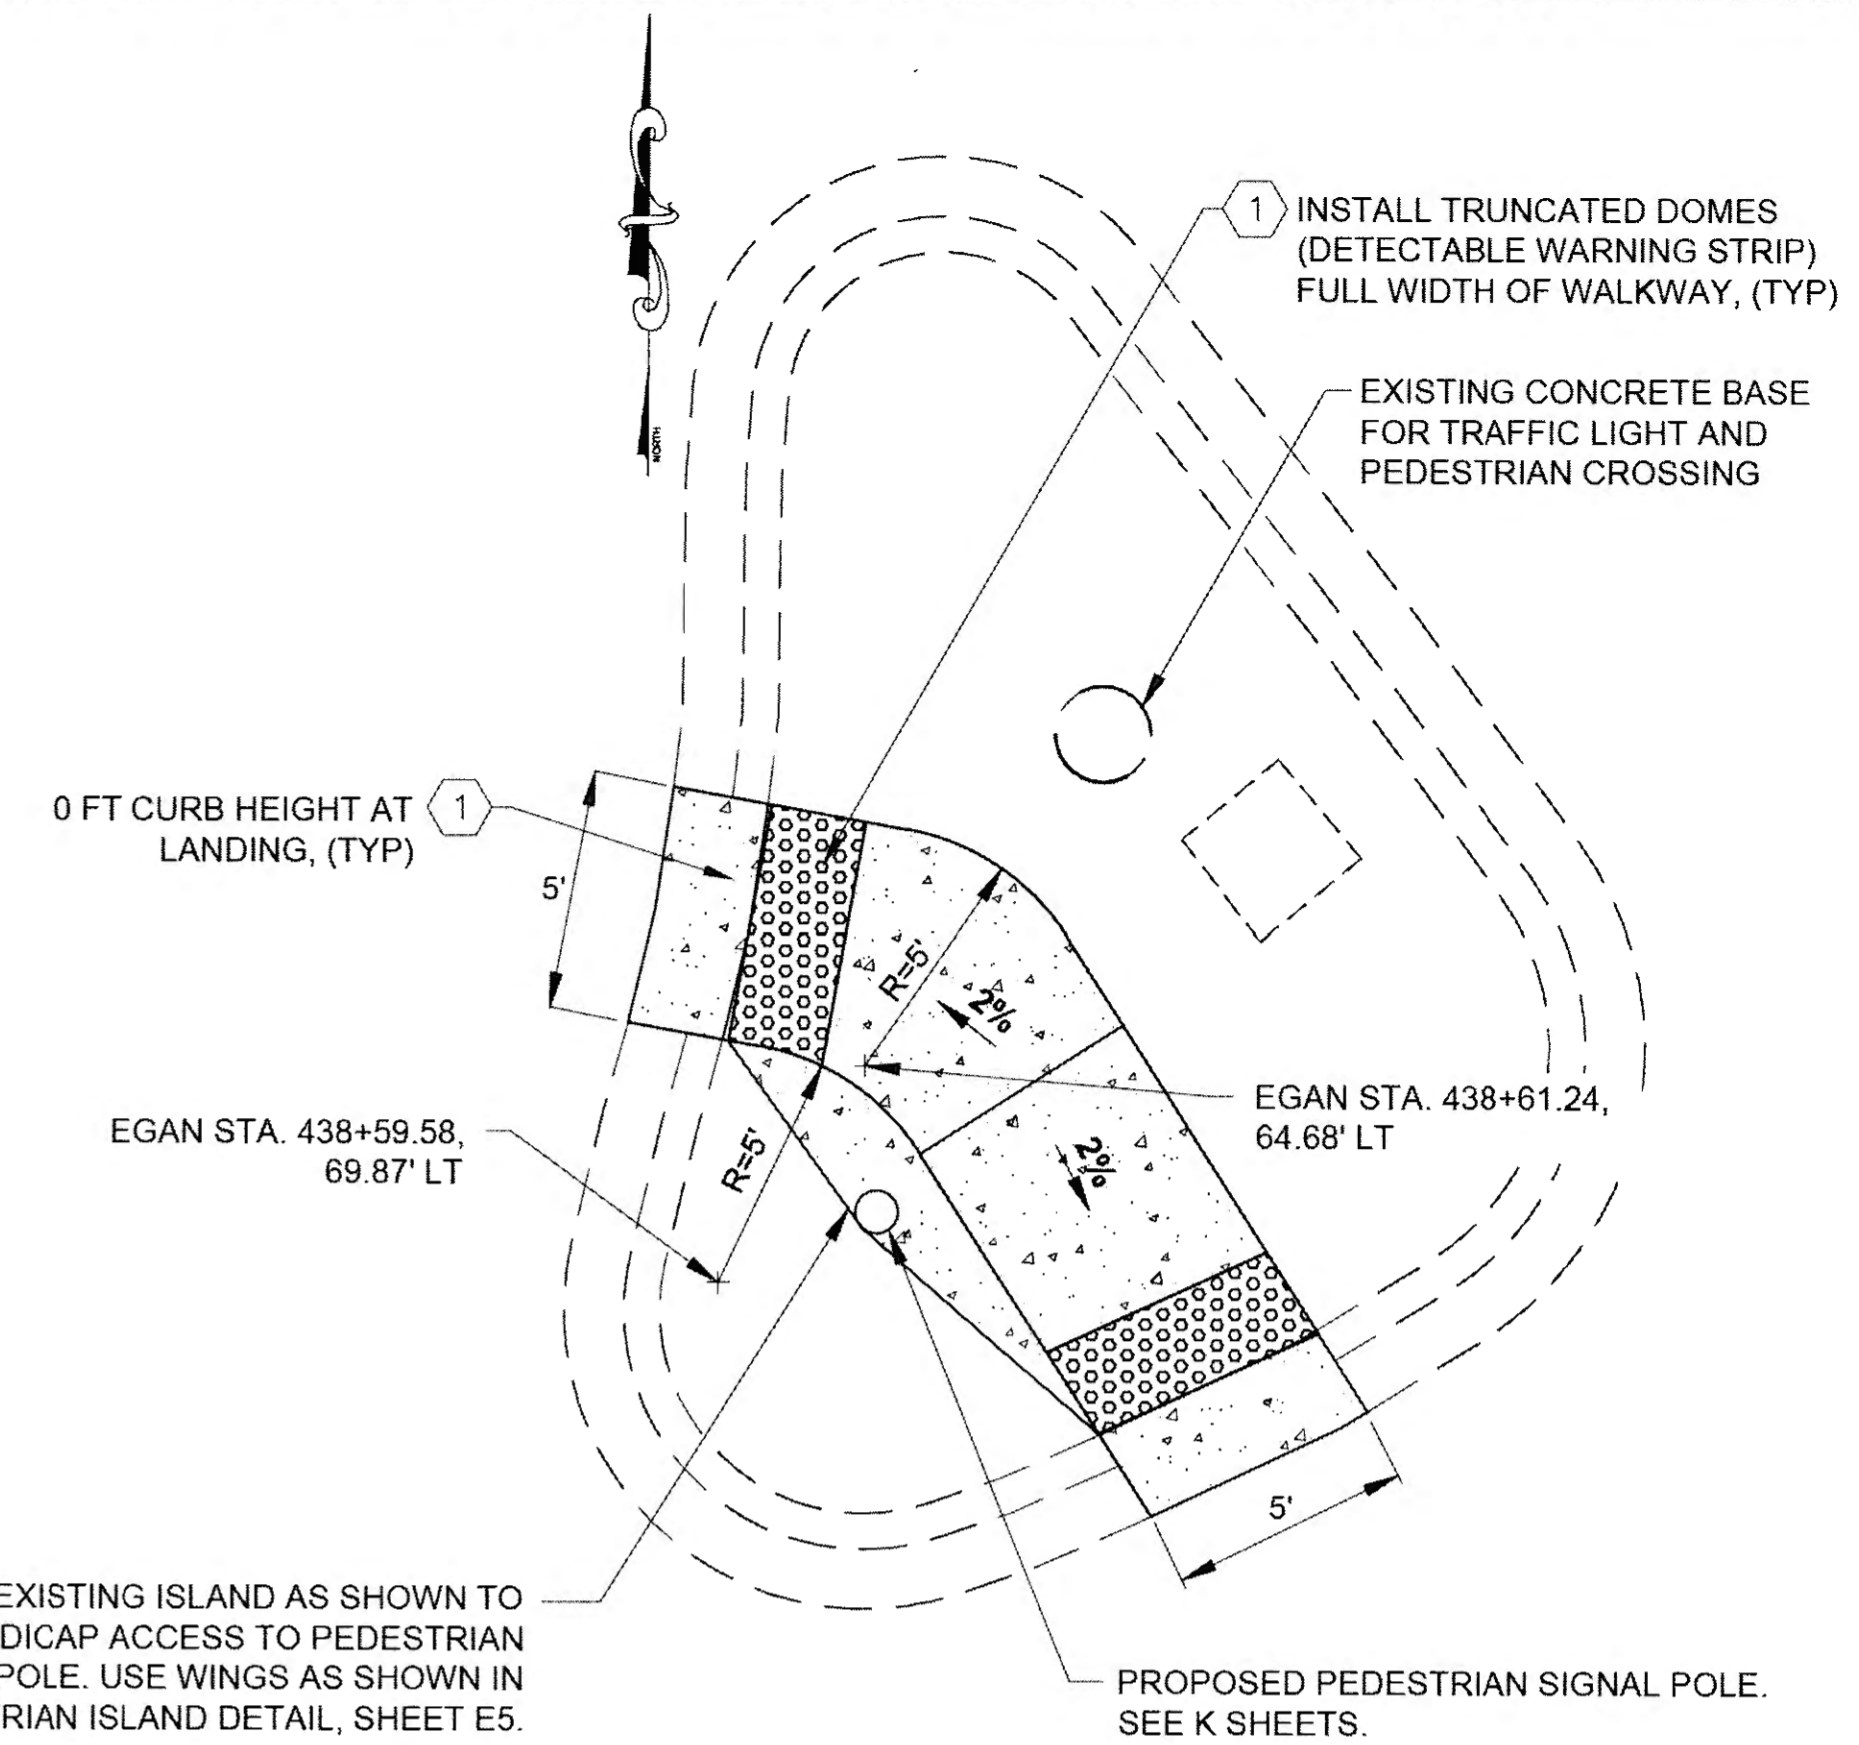 NORTH
1
INSTALL TRUNCATED DOMES
(DETECTABLE WARNING STRIP)
FULL WIDTH OF WALKWAY, (TYP)
EXISTING CONCRETE BASE
FOR TRAFFIC LIGHT AND
PEDESTRIAN CROSSING
0 FT CURB HEIGHT AT
LANDING, (TYP)
1
5'
R=5'
2%
EGAN STA. 438+61.24,
64.68' LT
EGAN STA. 438+59.58,
69.87' LT
R=5'
2%
5'
EXISTING ISLAND AS SHOWN TO
DICAP ACCESS TO PEDESTRIAN
POLE. USE WINGS AS SHOWN IN
RIAN ISLAND DETAIL, SHEET E5.
PROPOSED PEDESTRIAN SIGNAL POLE.
SEE K SHEETS.